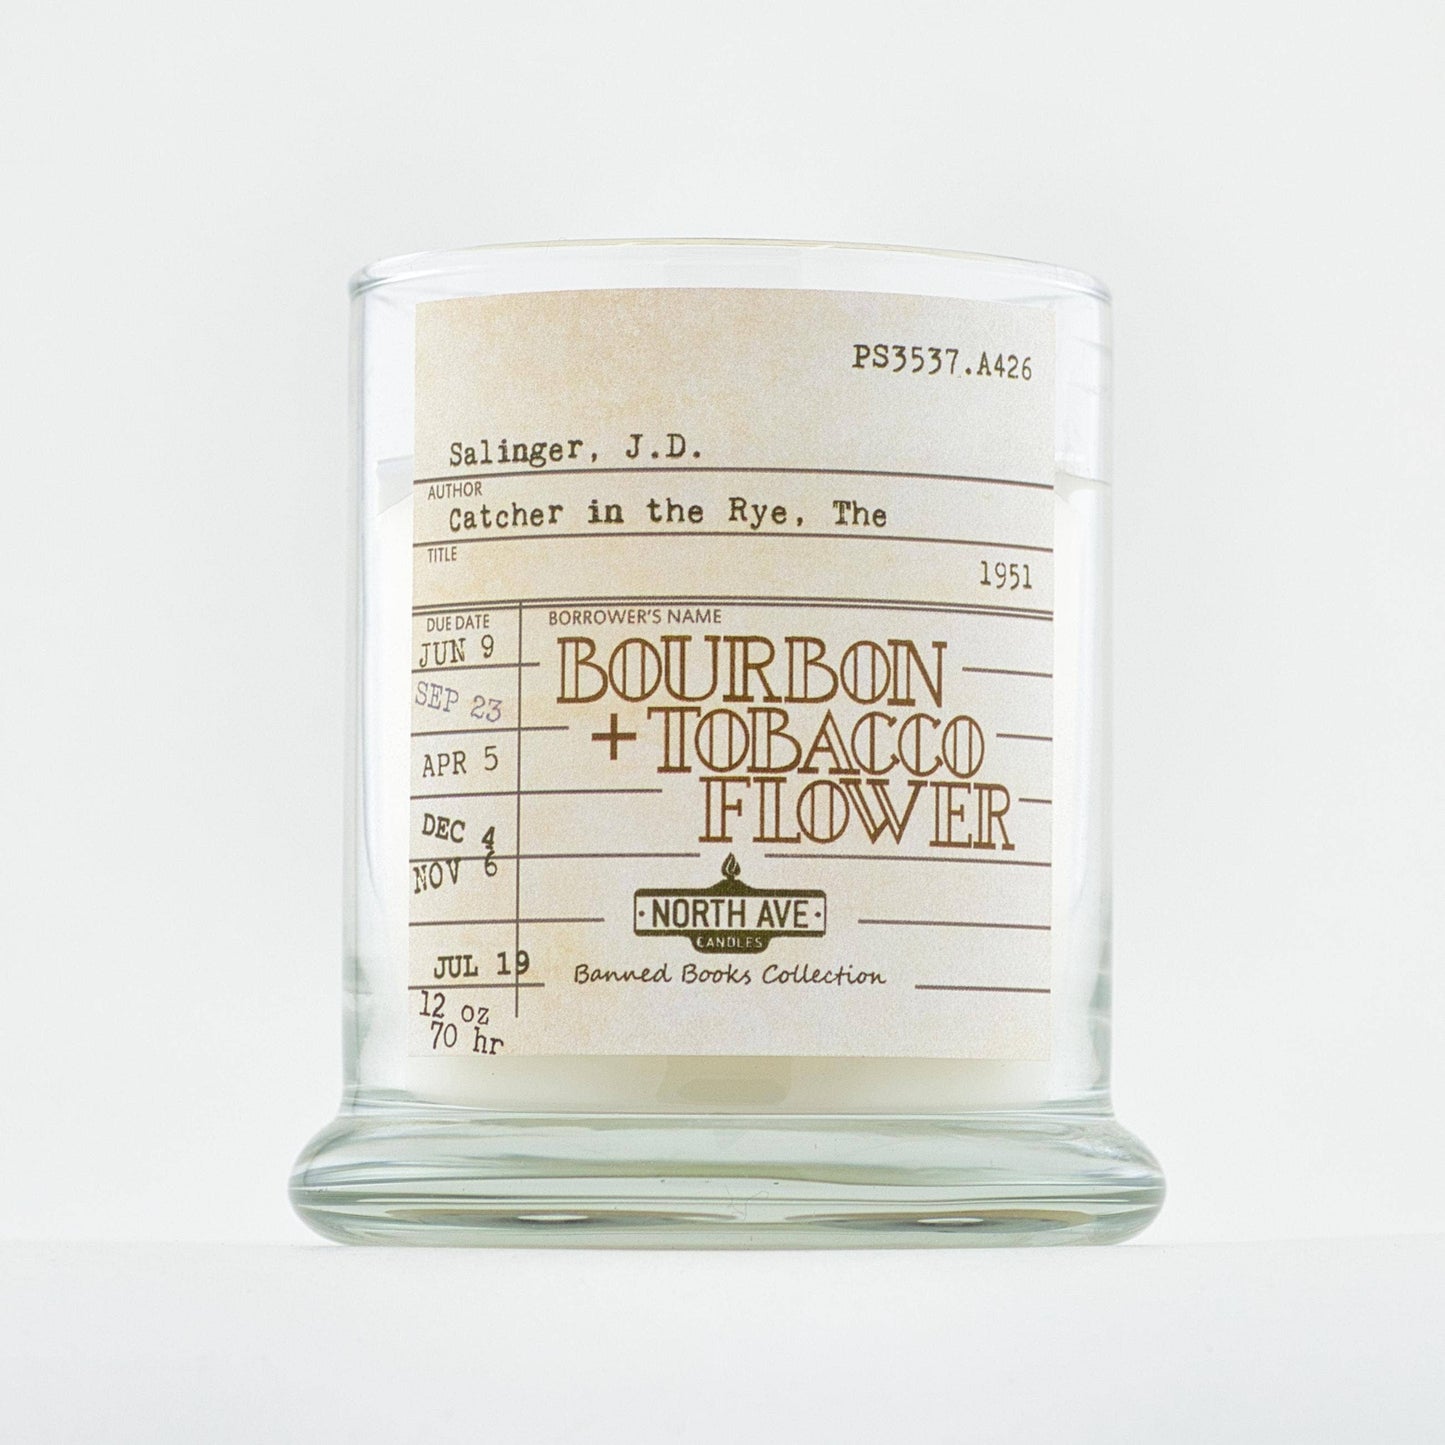 PS3537.A426
Salinger, J.D.
AUTHOR
Catcher in the Rye, The
TITLE
1951
DUE DATE
JUN 9
SEP 23
APR 5
DEC 4
NOV 6
JUL 19
12 oz
70 hr
BORROWER'S NAME
BOURBON
+ TOBACCO
FLOWER
·NORTH AVE·
CANDLES
Banned Books Collection